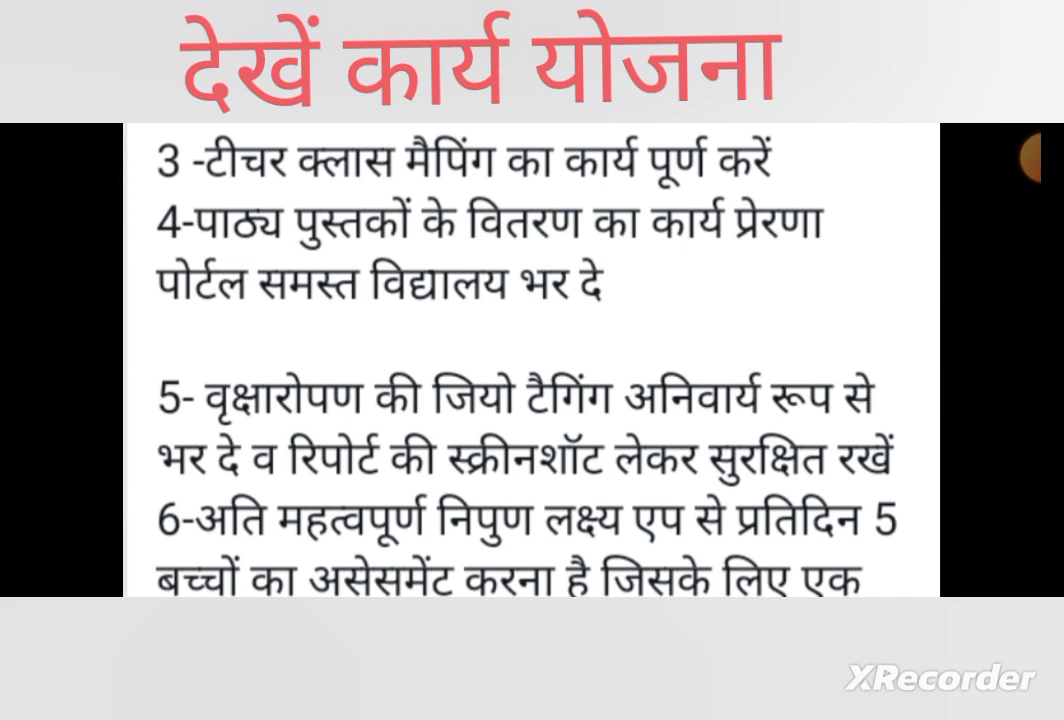 देखें कार्य योजना
3 -टीचर क्लास मैपिंग का कार्य पूर्ण करें
4-पाठ्य पुस्तकों के वितरण का कार्य प्रेरणा
पोर्टल समस्त विद्यालय भर दे
5- वृक्षारोपण की जियो टैगिंग अनिवार्य रूप से
भर दे व रिपोर्ट की स्क्रीनशॉट लेकर सुरक्षित रखें
6-अति महत्वपूर्ण निपुण लक्ष्य एप से प्रतिदिन 5
बच्चों का असेसमेंट करना है जिसके लिए एक
XRecorder